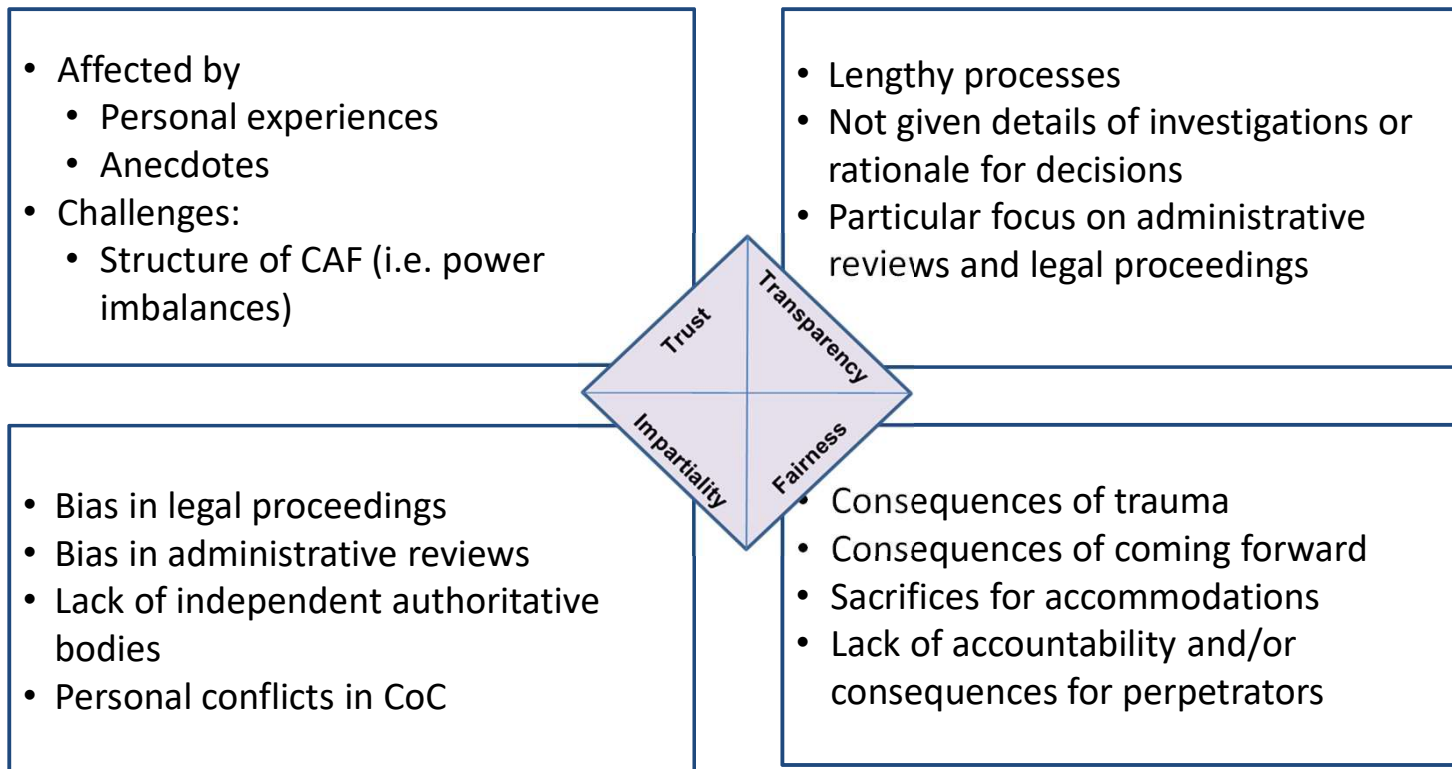 • Affected by
• Personal experiences
• Anecdotes
• Challenges:
• Structure of CAF (i.e. power
imbalances)
• Lengthy processes
• Not given details of investigations or
rationale for decisions
• Particular focus on administrative
reviews and legal proceedings
Trust
Transparency
Impartiality
Fairness
• Bias in legal proceedings
• Bias in administrative reviews
• Lack of independent authoritative
bodies
• Personal conflicts in CoC
• Consequences of trauma
• Consequences of coming forward
• Sacrifices for accommodations
• Lack of accountability and/or
consequences for perpetrators